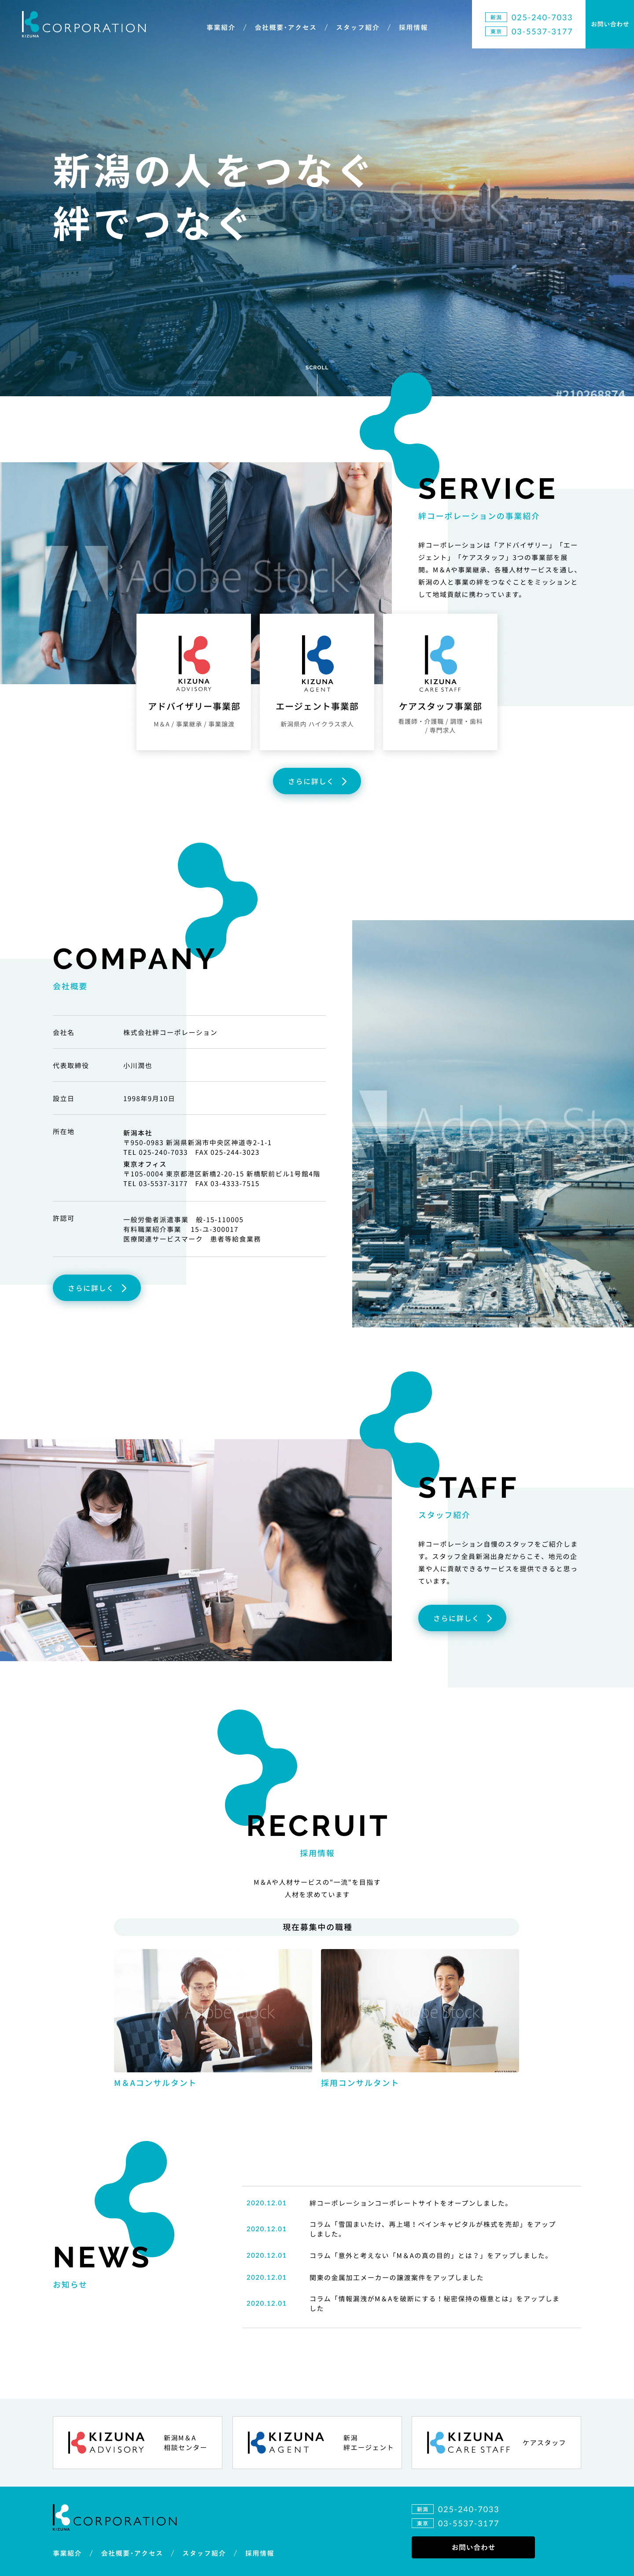 KIZUNA CORPORATION
事業紹介 / 会社概要･アクセス / スタッフ紹介 / 採用情報
新潟 025-240-7033
東京 03-5537-3177
お問い合わせ
新潟の人をつなぐ
絆でつなぐ
Adobe Stock
SCROLL
#210268874
SERVICE
絆コーポレーションの事業紹介
絆コーポレーションは「アドバイザリー」「エー
ジェント」「ケアスタッフ」3つの事業部を展
開。M&Aや事業継承、各種人材サービスを通し、
新潟の人と事業の絆をつなぐことをミッションと
して地域貢献に携わっています。
Adobe Stock
KIZUNA
ADVISORY
アドバイザリー事業部
M&A / 事業継承 / 事業譲渡
KIZUNA
AGENT
エージェント事業部
新潟県内 ハイクラス求人
KIZUNA
CARE STAFF
ケアスタッフ事業部
看護師・介護職 / 調理・歯科
/ 専門求人
さらに詳しく
COMPANY
会社概要
会社名 株式会社絆コーポレーション
代表取締役 小川潤也
設立日 1998年9月10日
所在地 新潟本社
〒950-0983 新潟県新潟市中央区神道寺2-1-1
TEL 025-240-7033 FAX 025-244-3023
東京オフィス
〒105-0004 東京都港区新橋2-20-15 新橋駅前ビル1号館4階
TEL 03-5537-3177 FAX 03-4333-7515
許認可 一般労働者派遣事業 般-15-110005
有料職業紹介事業 15-ユ-300017
医療関連サービスマーク 患者等給食業務
さらに詳しく
Adobe Sto
STAFF
スタッフ紹介
絆コーポレーション自慢のスタッフをご紹介しま
す。スタッフ全員新潟出身だからこそ、地元の企
業や人に貢献できるサービスを提供できると思っ
ています。
さらに詳しく
RECRUIT
採用情報
M&Aや人材サービスの"一流"を目指す
人材を求めています
現在募集中の職種
Adobe Stock
Adobe Stock
M&Aコンサルタント
採用コンサルタント
NEWS
お知らせ
2020.12.01 絆コーポレーションコーポレートサイトをオープンしました。
2020.12.01 コラム「雪国まいたけ、再上場！ベインキャピタルが株式を売却」をアップ
しました。
2020.12.01 コラム「意外と考えない「M&Aの真の目的」とは？」をアップしました。
2020.12.01 関東の金属加工メーカーの譲渡案件をアップしました
2020.12.01 コラム「情報漏洩がM&Aを破断にする！秘密保持の極意とは」をアップしま
した
KIZUNA ADVISORY 新潟M&A
相談センター
KIZUNA AGENT 新潟
絆エージェント
KIZUNA CARE STAFF ケアスタッフ
KIZUNA CORPORATION
新潟 025-240-7033
東京 03-5537-3177
事業紹介 / 会社概要･アクセス / スタッフ紹介 / 採用情報
お問い合わせ